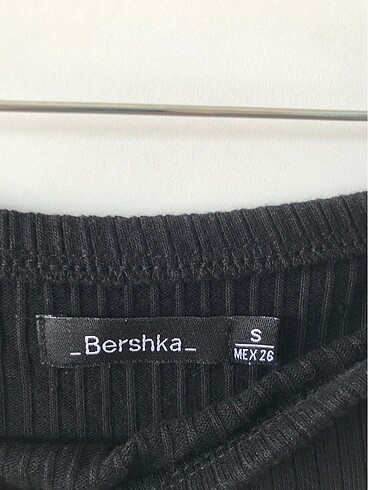 _Bershka_
S
MEX 26